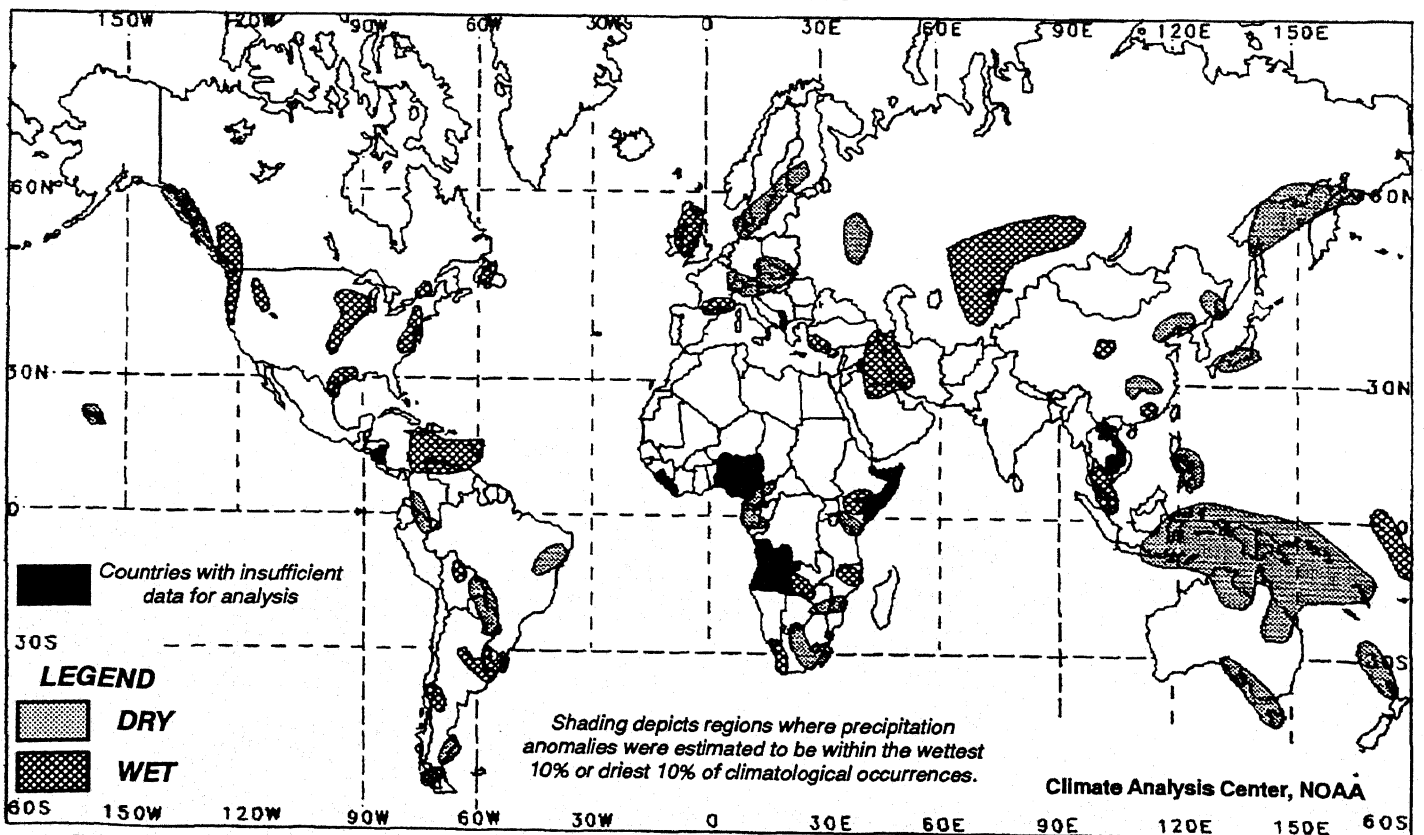 150W 120W 90W 60W 30W 0 30E 60E 90E 120E 150E
60N 60N
30N 30N
0 0
Countries with insufficient
data for analysis
30S 30S
LEGEND
DRY
WET
Shading depicts regions where precipitation
anomalies were estimated to be within the wettest
10% or driest 10% of climatological occurrences.
Climate Analysis Center, NOAA
60S 150W 120W 90W 60W 30W 0 30E 60E 90E 120E 150E 60S